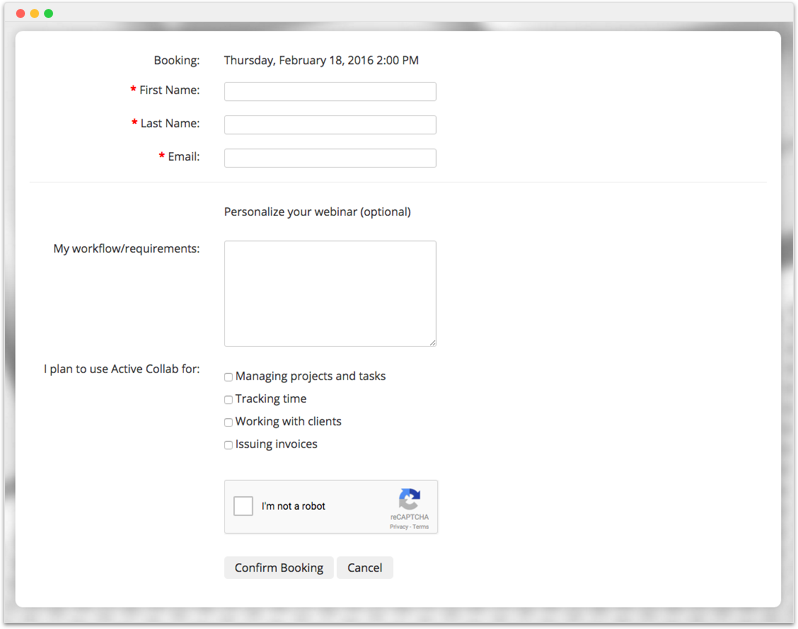 Booking: Thursday, February 18, 2016 2:00 PM
* First Name:
* Last Name:
* Email:
Personalize your webinar (optional)
My workflow/requirements:
I plan to use Active Collab for:
Managing projects and tasks
Tracking time
Working with clients
Issuing invoices
I'm not a robot
reCAPTCHA
Privacy - Terms
Confirm Booking Cancel